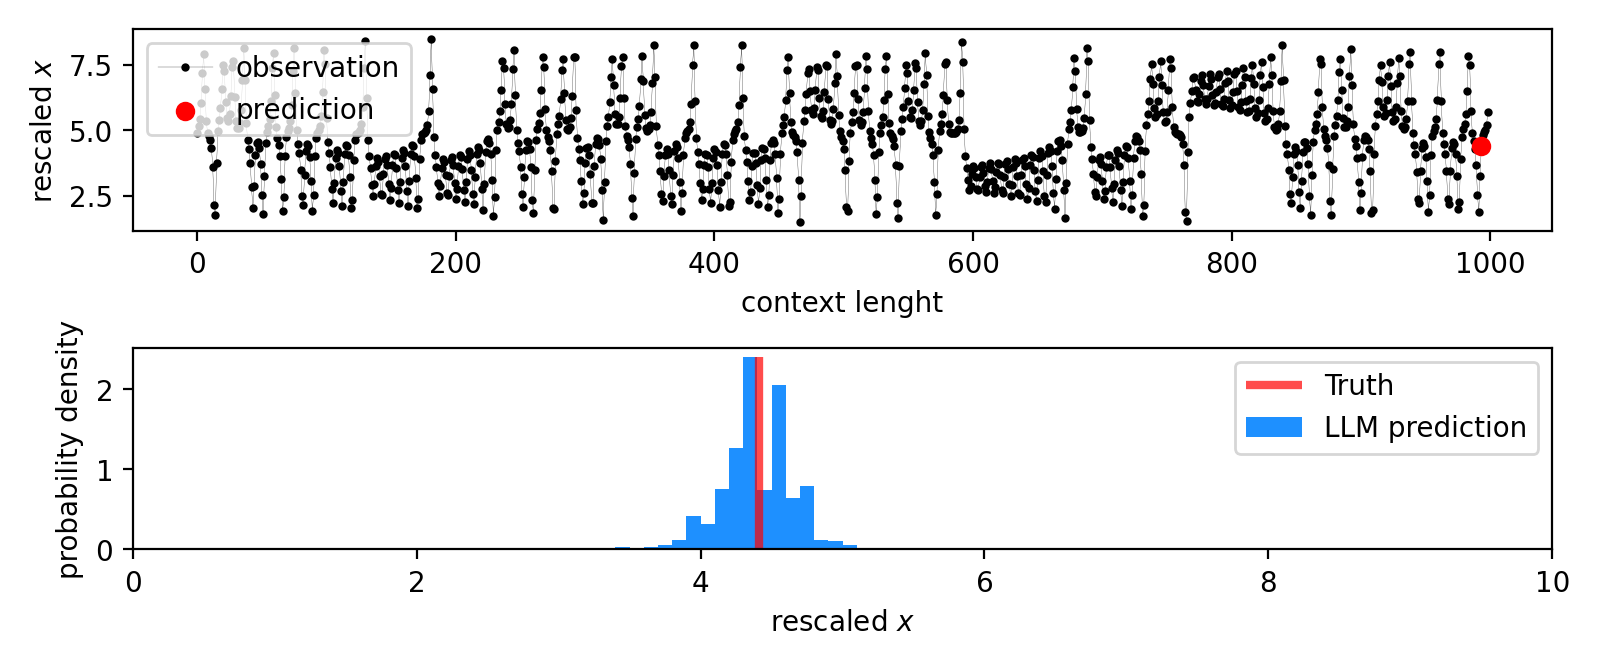 rescaled x
7.5
5.0
2.5
observation
prediction
0
200
400
600
800
1000
context lenght
probability density
2
1
0
Truth
LLM prediction
0
2
4
6
8
10
rescaled x